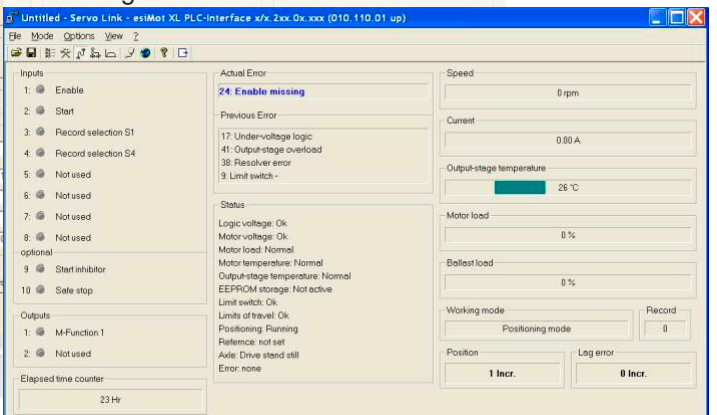 Untitled - Servo Link - esiMot XL PLC-Interface x/x.2xx.0x.xxx (010.110.01 up)
File Mode Options View ?
Inputs
1: Enable
2: Start
3: Record selection S1
4: Record selection S4
5: Not used
6: Not used
7: Not used
8: Not used
optional
9 Start inhibitor
10 Safe stop
Outputs
1: M-Function 1
2: Not used
Elapsed time counter
23 Hr
Actual Error
24: Enable missing
Previous Error
17: Under-voltage logic
41: Output-stage overload
38: Resolver error
9: Limit switch -
Status
Logic voltage: Ok
Motor voltage: Ok
Motor load: Normal
Motor temperature: Normal
Output-stage temperature: Normal
EEPROM storage: Not active
Limit switch: Ok
Limits of travel: Ok
Positioning: Running
Refernce: not set
Axle: Drive stand still
Error: none
Speed
0 rpm
Current
0.00 A
Output-stage temperature
26 °C
Motor load
0 %
Ballast load
0 %
Working mode
Positioning mode
Record
0
Position
1 Incr.
Lag error
0 Incr.